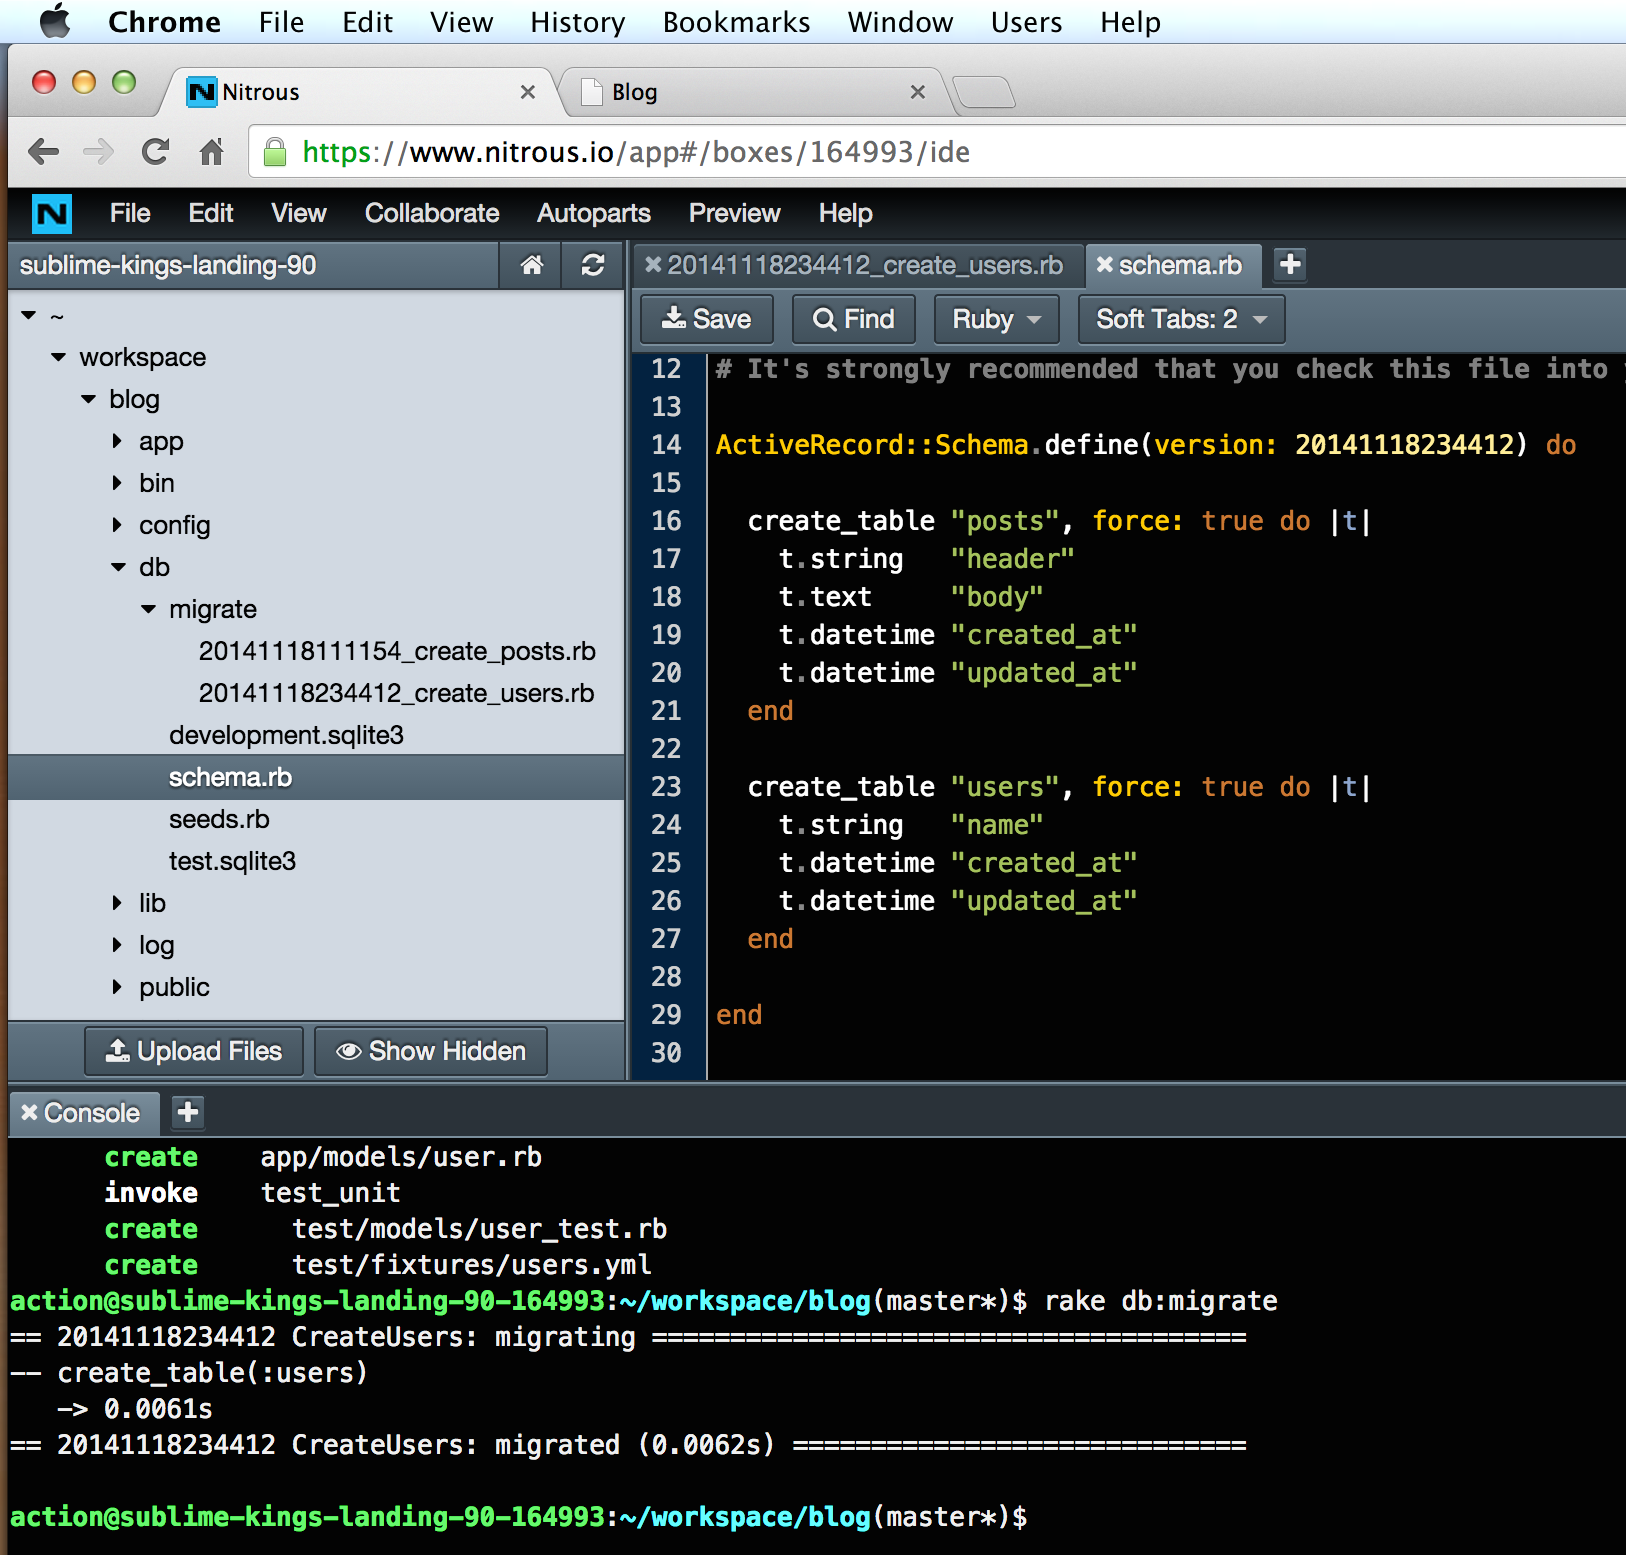 Chrome File Edit View History Bookmarks Window Users Help
Nitrous Blog
https://www.nitrous.io/app#/boxes/164993/ide
N File Edit View Collaborate Autoparts Preview Help
sublime-kings-landing-90
~
workspace
blog
app
bin
config
db
migrate
20141118111154_create_posts.rb
20141118234412_create_users.rb
development.sqlite3
schema.rb
seeds.rb
test.sqlite3
lib
log
public
Upload Files Show Hidden
20141118234412_create_users.rb schema.rb
Save Find Ruby Soft Tabs: 2
12 # It's strongly recommended that you check this file into
13
14 ActiveRecord::Schema.define(version: 20141118234412) do
15
16   create_table "posts", force: true do |t|
17     t.string   "header"
18     t.text     "body"
19     t.datetime "created_at"
20     t.datetime "updated_at"
21   end
22
23   create_table "users", force: true do |t|
24     t.string   "name"
25     t.datetime "created_at"
26     t.datetime "updated_at"
27   end
28
29 end
30
Console
create    app/models/user.rb
invoke    test_unit
create      test/models/user_test.rb
create      test/fixtures/users.yml
action@sublime-kings-landing-90-164993:~/workspace/blog(master*)$ rake db:migrate
== 20141118234412 CreateUsers: migrating ======================================
-- create_table(:users)
   -> 0.0061s
== 20141118234412 CreateUsers: migrated (0.0062s) =============================
action@sublime-kings-landing-90-164993:~/workspace/blog(master*)$